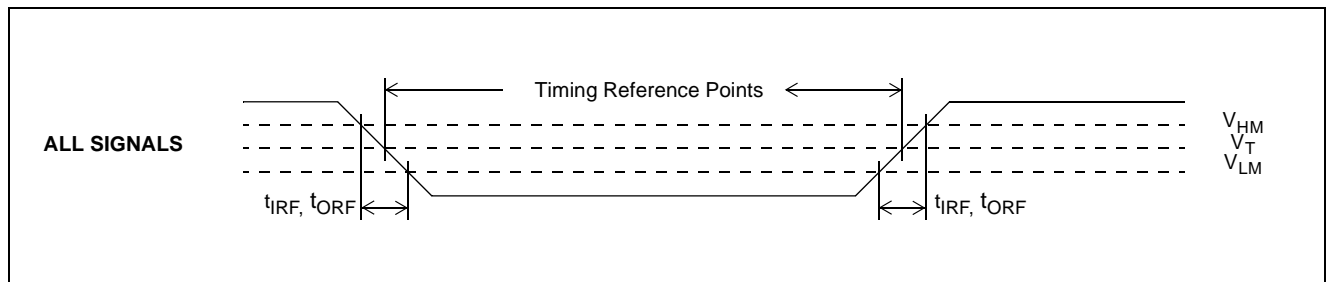 Timing Reference Points
V_HM
ALL SIGNALS
V_T
V_LM
t_IRF, t_ORF
t_IRF, t_ORF